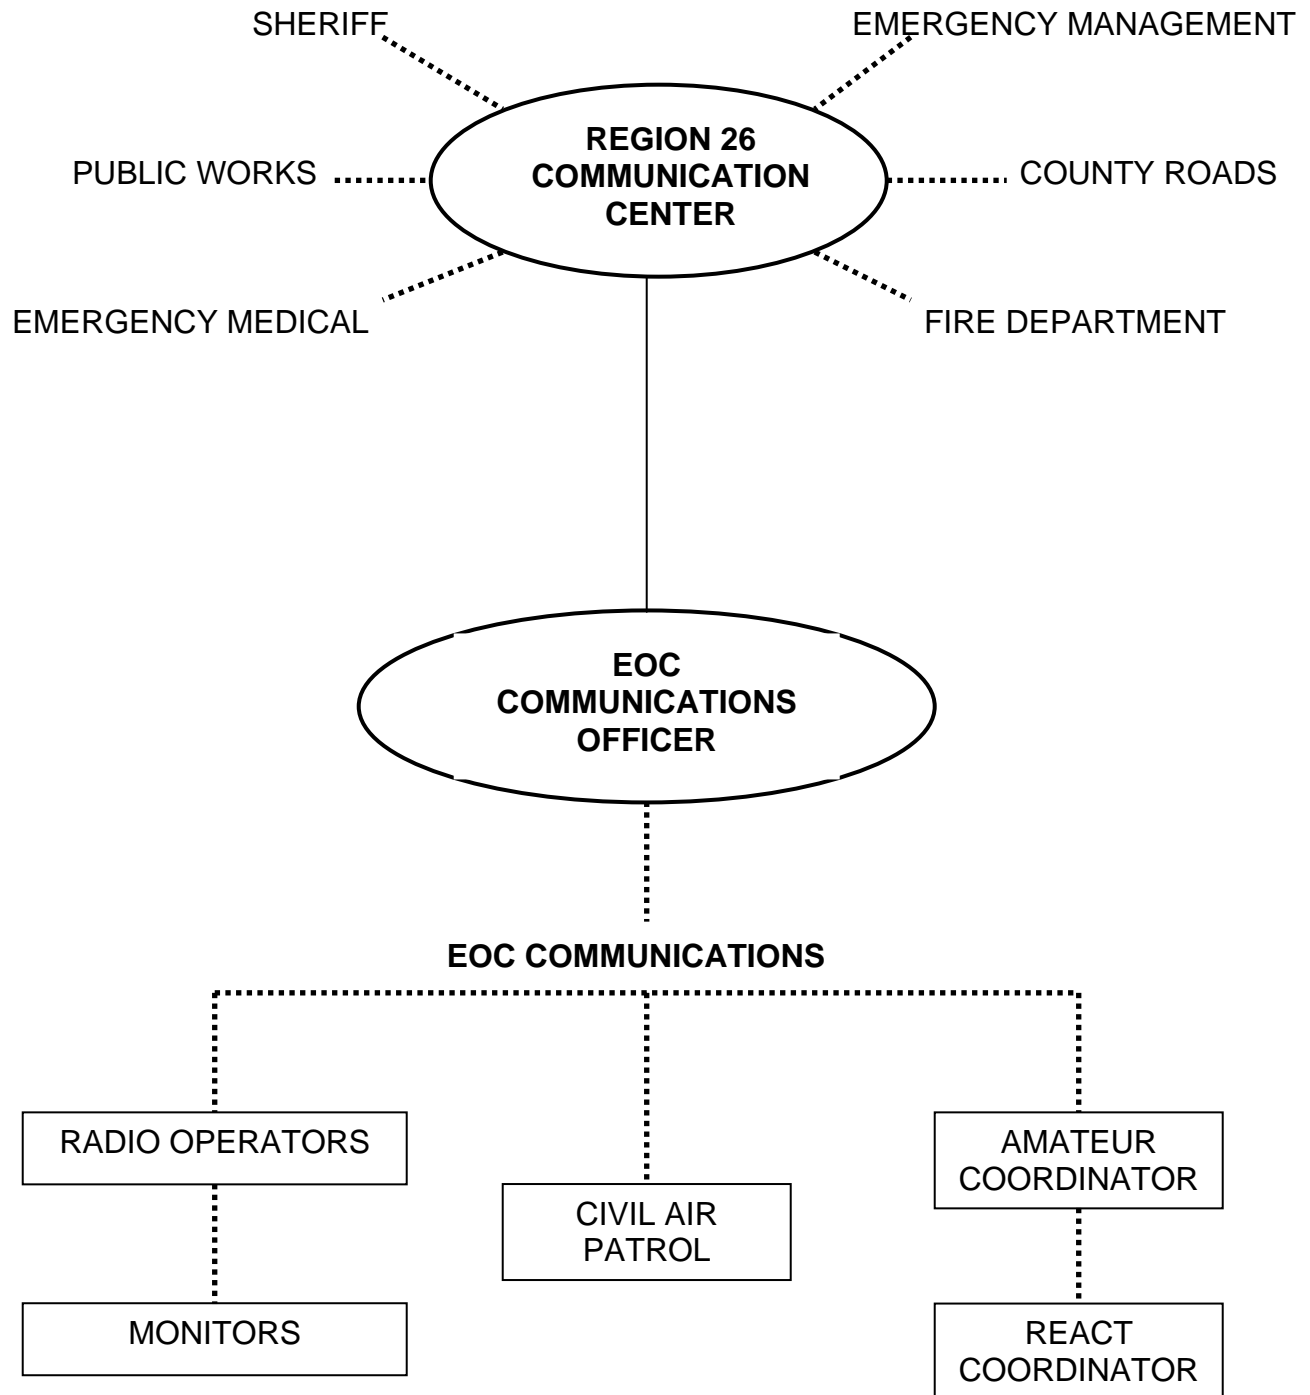 SHERIFF
EMERGENCY MANAGEMENT
REGION 26
COMMUNICATION
CENTER
PUBLIC WORKS
COUNTY ROADS
EMERGENCY MEDICAL
FIRE DEPARTMENT
EOC
COMMUNICATIONS
OFFICER
EOC COMMUNICATIONS
RADIO OPERATORS
AMATEUR
COORDINATOR
CIVIL AIR
PATROL
MONITORS
REACT
COORDINATOR